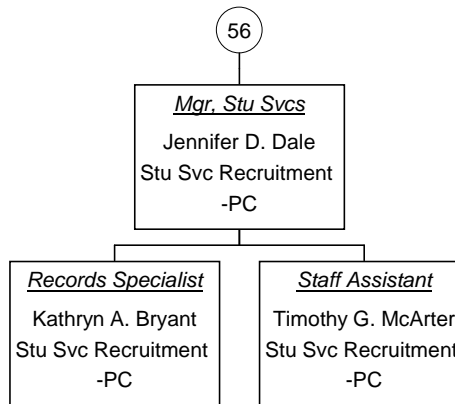 56
Mgr, Stu Svcs
Jennifer D. Dale
Stu Svc Recruitment
-PC
Records Specialist
Kathryn A. Bryant
Stu Svc Recruitment
-PC
Staff Assistant
Timothy G. McArter
Stu Svc Recruitment
-PC